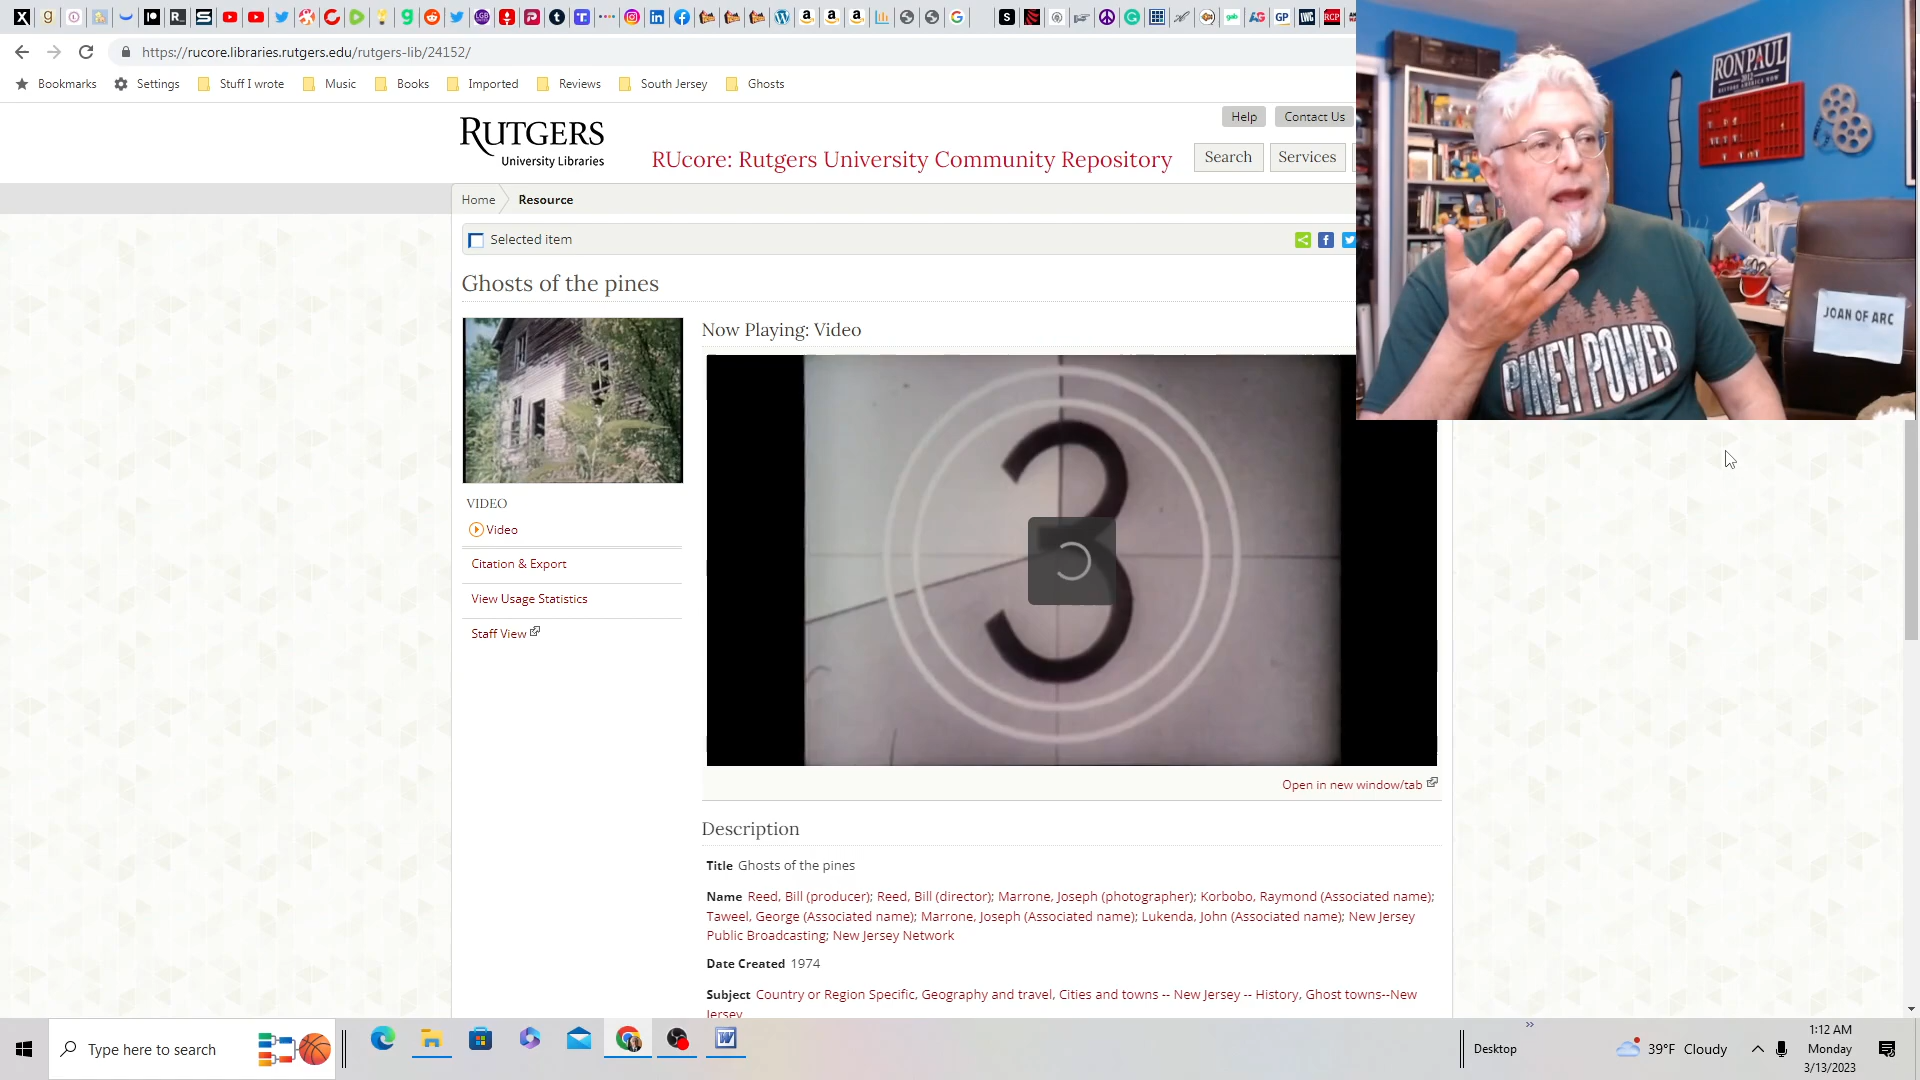 https://rucore.libraries.rutgers.edu/rutgers-lib/24152/
Bookmarks Settings Stuff I wrote Music Books Imported Reviews South Jersey Ghosts
Help Contact Us
RUTGERS
University Libraries
RUcore: Rutgers University Community Repository
Search Services
Home Resource
Selected item
Ghosts of the pines
Now Playing: Video
3
VIDEO
Video
Citation & Export
View Usage Statistics
Staff View
Open in new window/tab
Description
Title Ghosts of the pines
Name Reed, Bill (producer); Reed, Bill (director); Marrone, Joseph (photographer); Korbobo, Raymond (Associated name);
Taweel, George (Associated name); Marrone, Joseph (Associated name); Lukenda, John (Associated name); New Jersey
Public Broadcasting; New Jersey Network
Date Created 1974
Subject Country or Region Specific, Geography and travel, Cities and towns -- New Jersey -- History, Ghost towns--New
Jersey
RON PAUL
2012
RESTORE AMERICA NOW
JOAN OF ARC
PINEY POWER
Type here to search
Desktop
39°F Cloudy
1:12 AM
Monday
3/13/2023